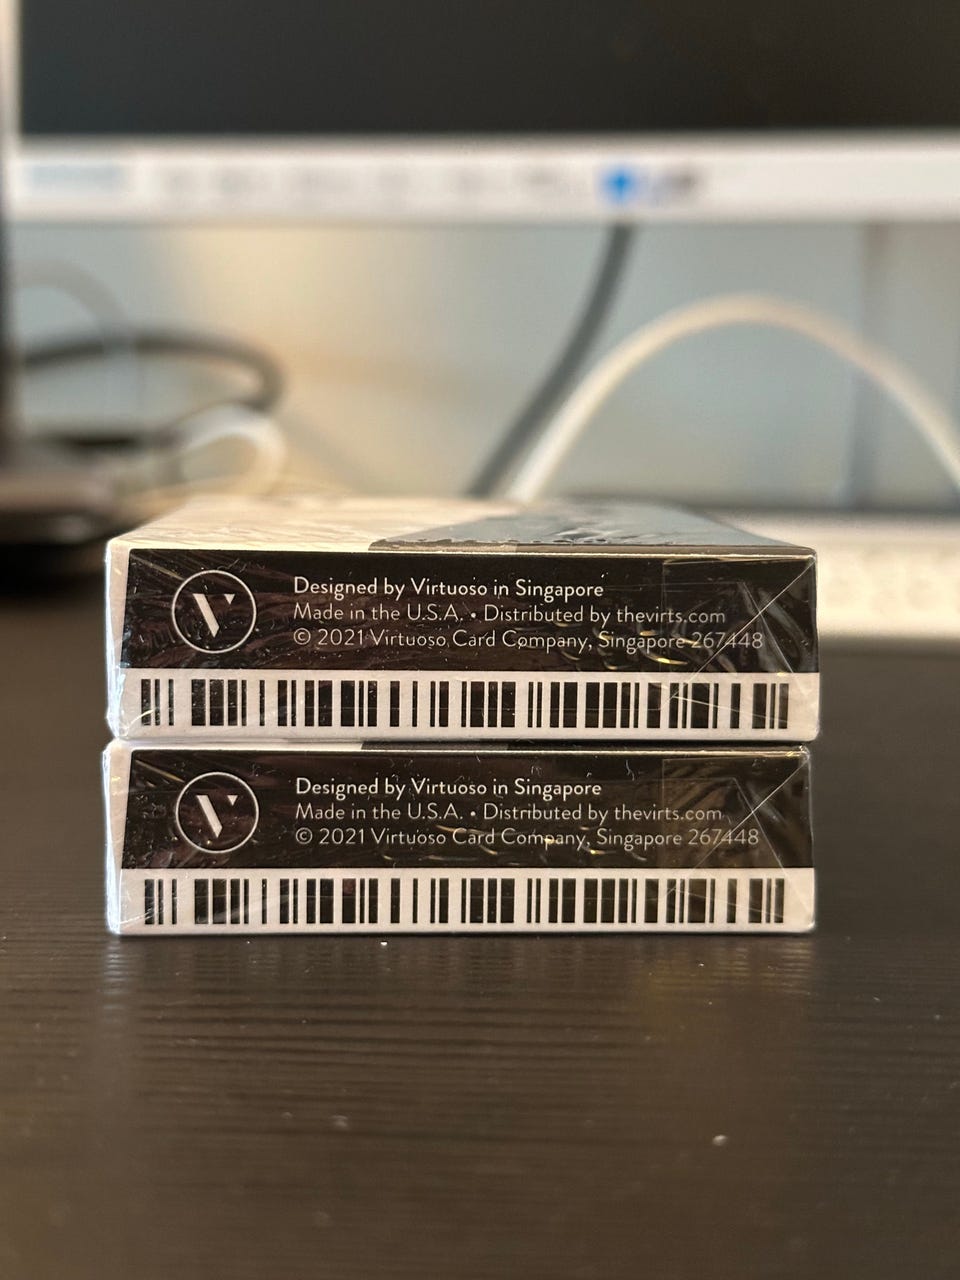 Designed by Virtuoso in Singapore
Made in the U.S.A. • Distributed by thevirts.com
© 2021 Virtuoso Card Company, Singapore 267448
Designed by Virtuoso in Singapore
Made in the U.S.A. • Distributed by thevirts.com
© 2021 Virtuoso Card Company, Singapore 267448